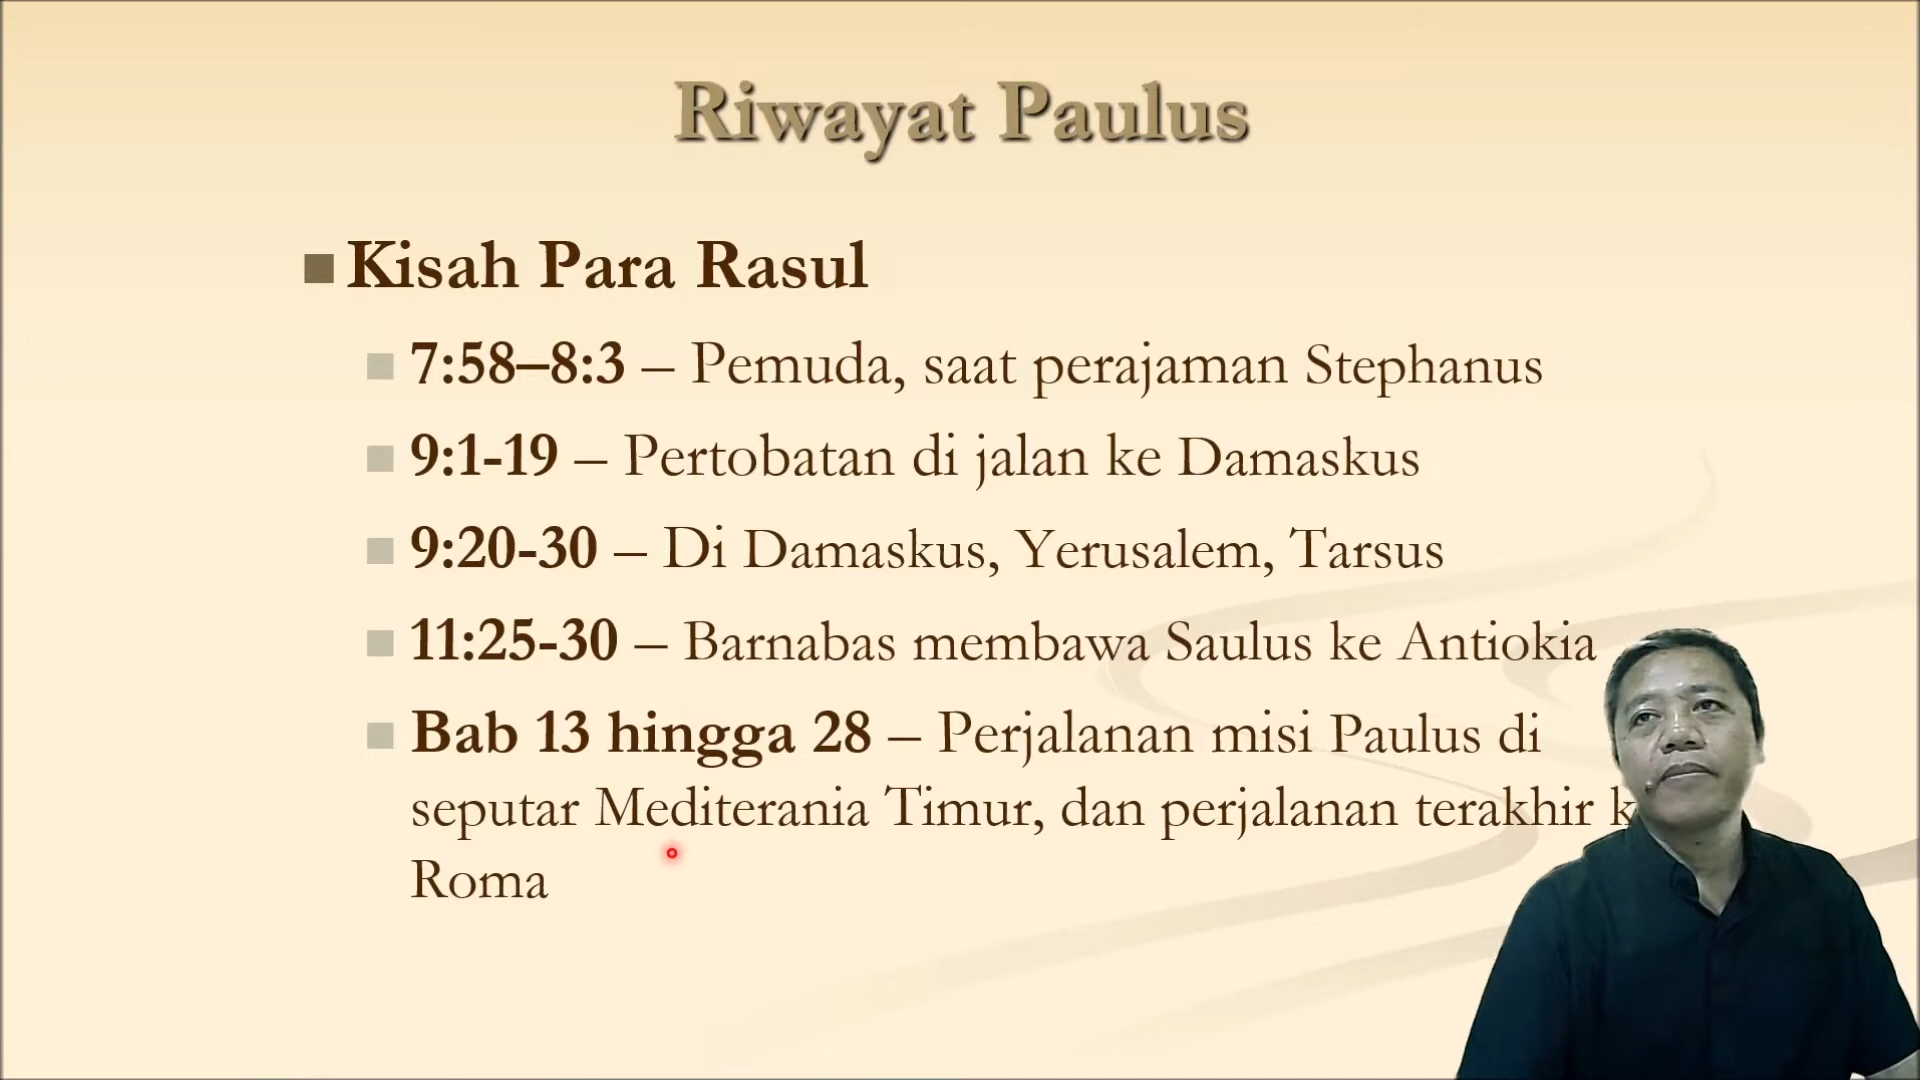 Riwayat Paulus
Kisah Para Rasul
7:58–8:3 – Pemuda, saat perajaman Stephanus
9:1-19 – Pertobatan di jalan ke Damaskus
9:20-30 – Di Damaskus, Yerusalem, Tarsus
11:25-30 – Barnabas membawa Saulus ke Antiokia
Bab 13 hingga 28 – Perjalanan misi Paulus di
seputar Mediterania Timur, dan perjalanan terakhir
Roma